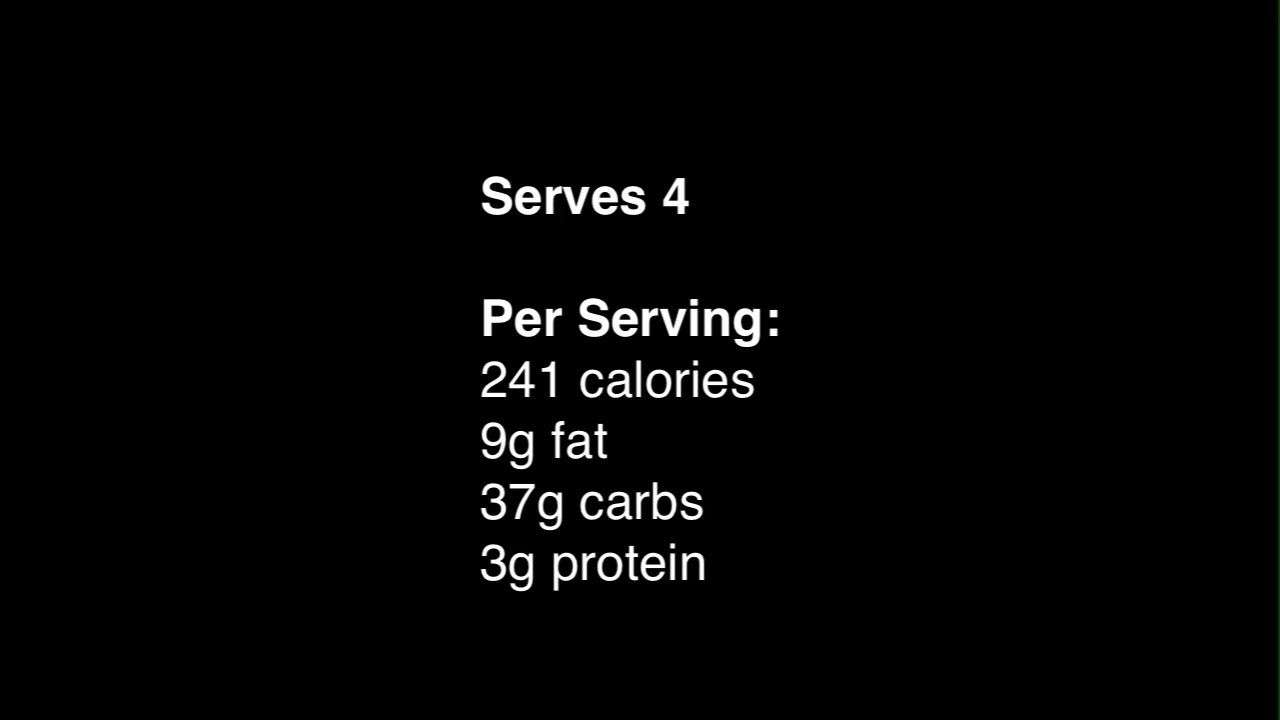 Serves 4
Per Serving:
241 calories
9g fat
37g carbs
3g protein